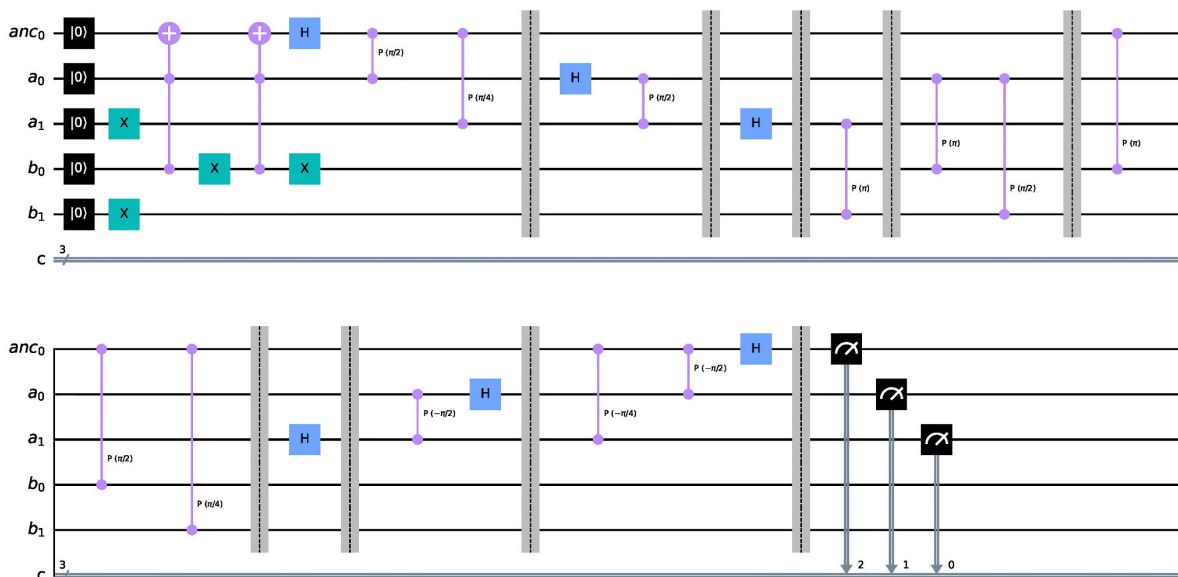 anc₀ |0⟩ H P (π/2) P (π/4) P (π)
a₀ |0⟩ H P (π/2) P (π) P (π/2)
a₁ |0⟩ X H P (π)
b₀ |0⟩ X X
b₁ |0⟩ X
c 3
anc₀ P (π/2) P (π/4) P (−π/4) P (−π/2) H
a₀ P (−π/2) H
a₁ H
b₀
b₁
c 3 2 1 0